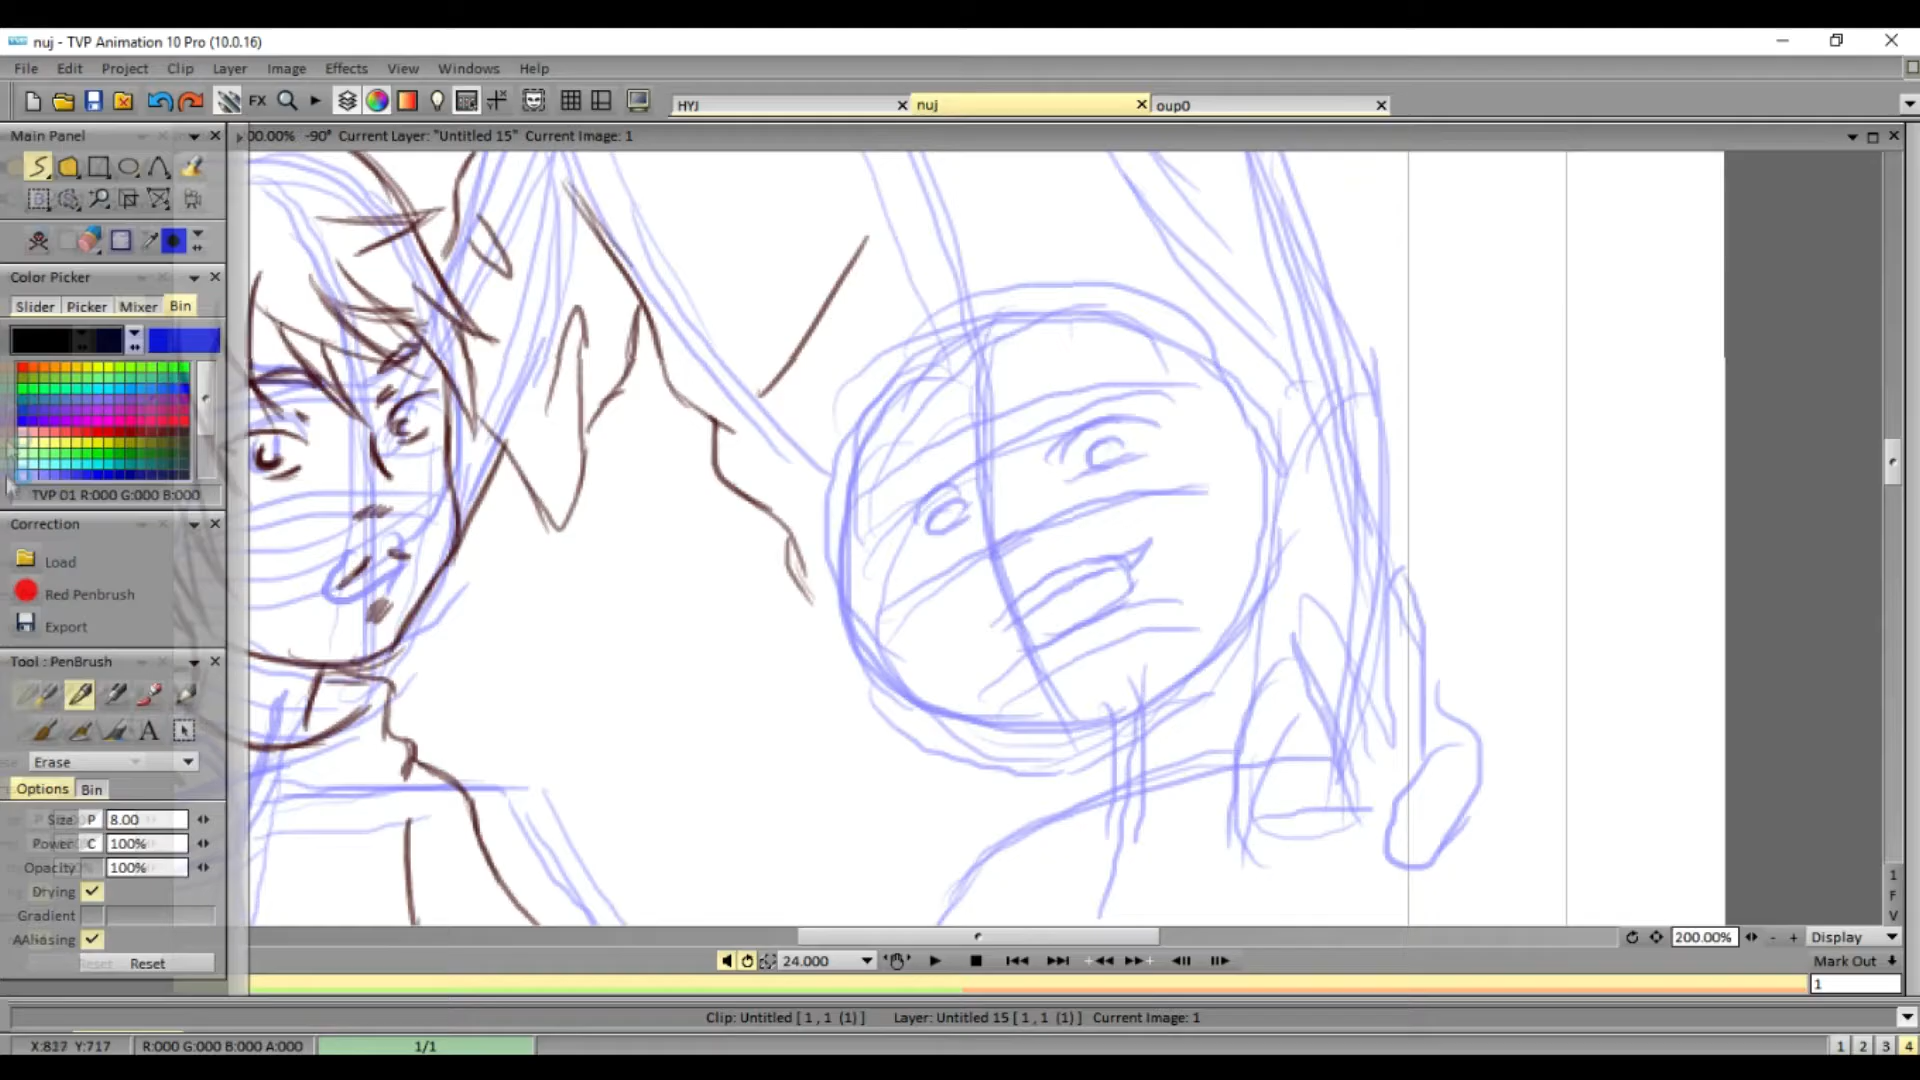 nuj - TVP Animation 10 Pro (10.0.16)
File Edit Project Clip Layer Image Effects View Windows Help
FX
HYJ
nuj
oup0
Main Panel
00.00% -90° Current Layer: "Untitled 15" Current Image: 1
Color Picker
Slider Picker Mixer Bin
TVP 01 R:000 G:000 B:000
Correction
Load
Red Penbrush
Export
Tool : PenBrush
A
Erase
Options Bin
Size P 8.00
Power C 100%
Opacity 100%
Drying
Gradient
AAliasing
Reset
1
F
V
200.00% - + Display
24.000
Mark Out
1
Clip: Untitled [ 1 , 1 (1) ] Layer: Untitled 15 [ 1 , 1 (1) ] Current Image: 1
X:817 Y:717 R:000 G:000 B:000 A:000 1/1
1 2 3 4